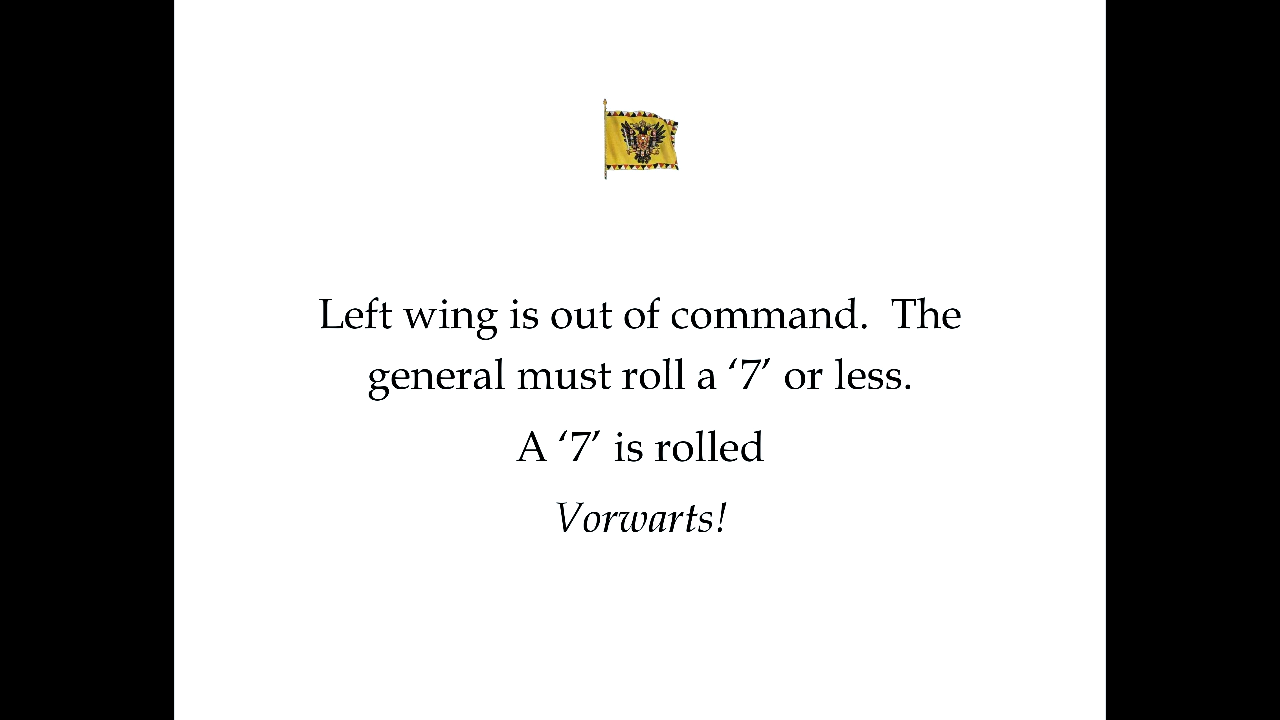 Left wing is out of command.  The
general must roll a ‘7’ or less.
A ‘7’ is rolled
Vorwarts!